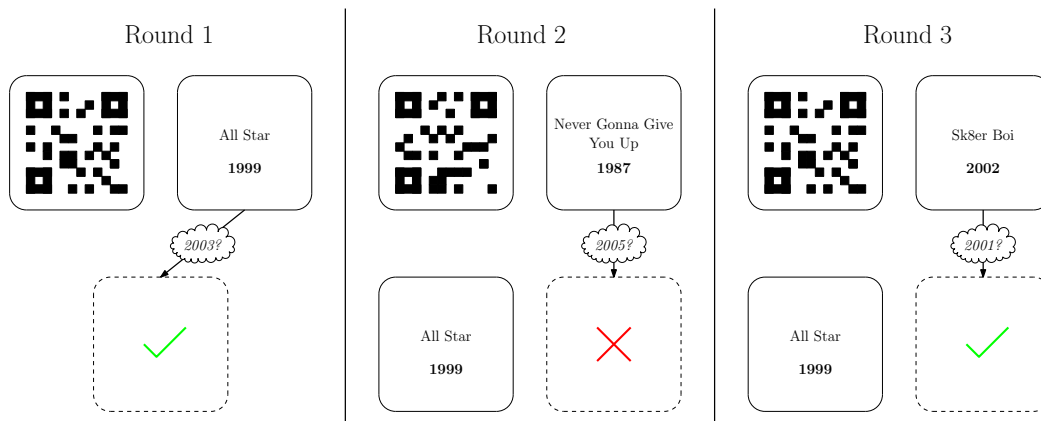 Round 1
All Star
1999
2003?
Round 2
Never Gonna Give
You Up
1987
2005?
All Star
1999
Round 3
Sk8er Boi
2002
2001?
All Star
1999